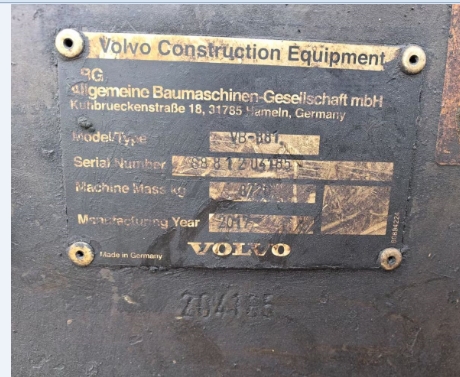 Volvo Construction Equipment
ABG
Allgemeine Baumaschinen-Gesellschaft mbH
Kuhbrueckenstraße 18, 31785 Hameln, Germany
Model/Type
Serial Number
Machine Mass kg
Manufacturing Year 2017
Made in Germany
VOLVO